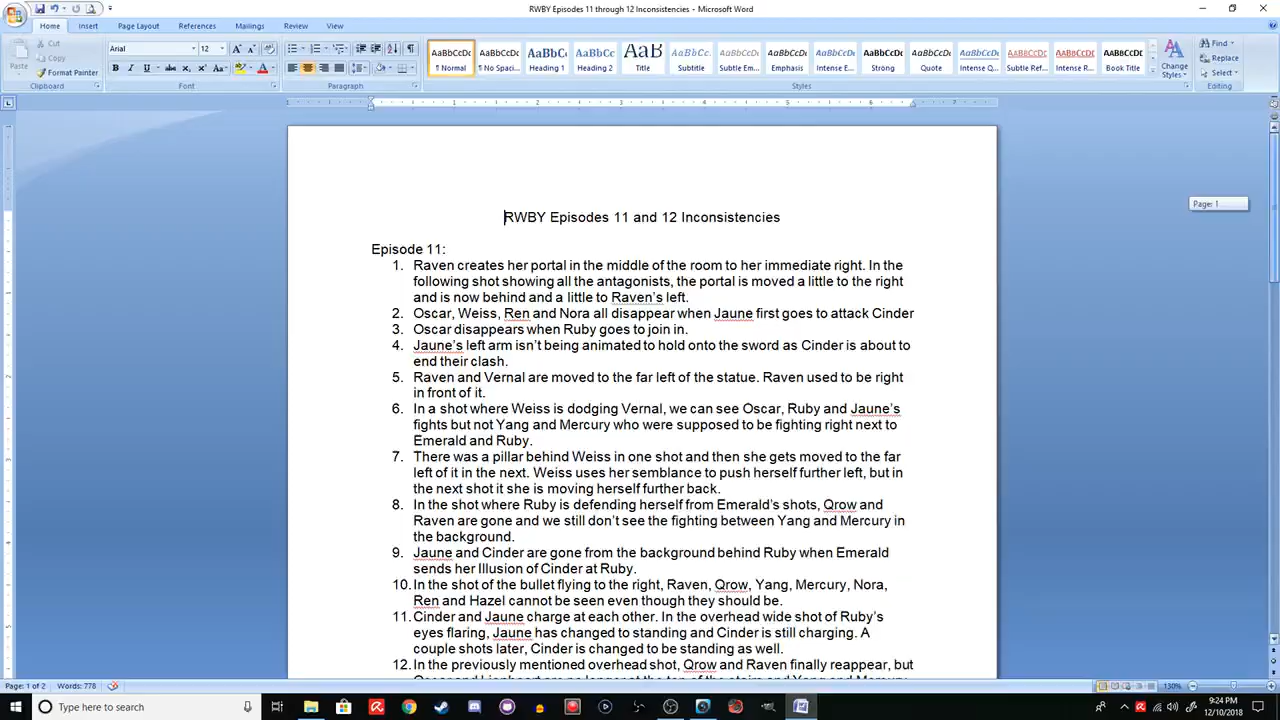 RWBY Episodes 11 through 12 Inconsistencies - Microsoft Word
Home Insert Page Layout References Mailings Review View
Cut
Copy
Format Painter
Paste
Clipboard
Arial 12
Font
Paragraph
AaBbCcDc AaBbCcDc AaBbC AaBbCc AaB AaBbCc. AaBbCcDc AaBbCcDc AaBbCcDc AaBbCcDc AaBbCcDc AaBbCcDc AaBbCcDc
¶ Normal ¶ No Spaci... Heading 1 Heading 2 Title Subtitle Subtle Em... Emphasis Intense E... Strong Quote Intense Q... Subtle Ref... Intense R... Book Title
Styles
Change Styles
Find
Replace
Select
Editing
Page: 1
RWBY Episodes 11 and 12 Inconsistencies
Episode 11:
1. Raven creates her portal in the middle of the room to her immediate right. In the
following shot showing all the antagonists, the portal is moved a little to the right
and is now behind and a little to Raven's left.
2. Oscar, Weiss, Ren and Nora all disappear when Jaune first goes to attack Cinder
3. Oscar disappears when Ruby goes to join in.
4. Jaune's left arm isn't being animated to hold onto the sword as Cinder is about to
end their clash.
5. Raven and Vernal are moved to the far left of the statue. Raven used to be right
in front of it.
6. In a shot where Weiss is dodging Vernal, we can see Oscar, Ruby and Jaune's
fights but not Yang and Mercury who were supposed to be fighting right next to
Emerald and Ruby.
7. There was a pillar behind Weiss in one shot and then she gets moved to the far
left of it in the next. Weiss uses her semblance to push herself further left, but in
the next shot it she is moving herself further back.
8. In the shot where Ruby is defending herself from Emerald's shots, Qrow and
Raven are gone and we still don't see the fighting between Yang and Mercury in
the background.
9. Jaune and Cinder are gone from the background behind Ruby when Emerald
sends her Illusion of Cinder at Ruby.
10. In the shot of the bullet flying to the right, Raven, Qrow, Yang, Mercury, Nora,
Ren and Hazel cannot be seen even though they should be.
11. Cinder and Jaune charge at each other. In the overhead wide shot of Ruby's
eyes flaring, Jaune has changed to standing and Cinder is still charging. A
couple shots later, Cinder is changed to be standing as well.
12. In the previously mentioned overhead shot, Qrow and Raven finally reappear, but
Page: 1 of 2 Words: 778
130%
Type here to search
9:24 PM
12/10/2018